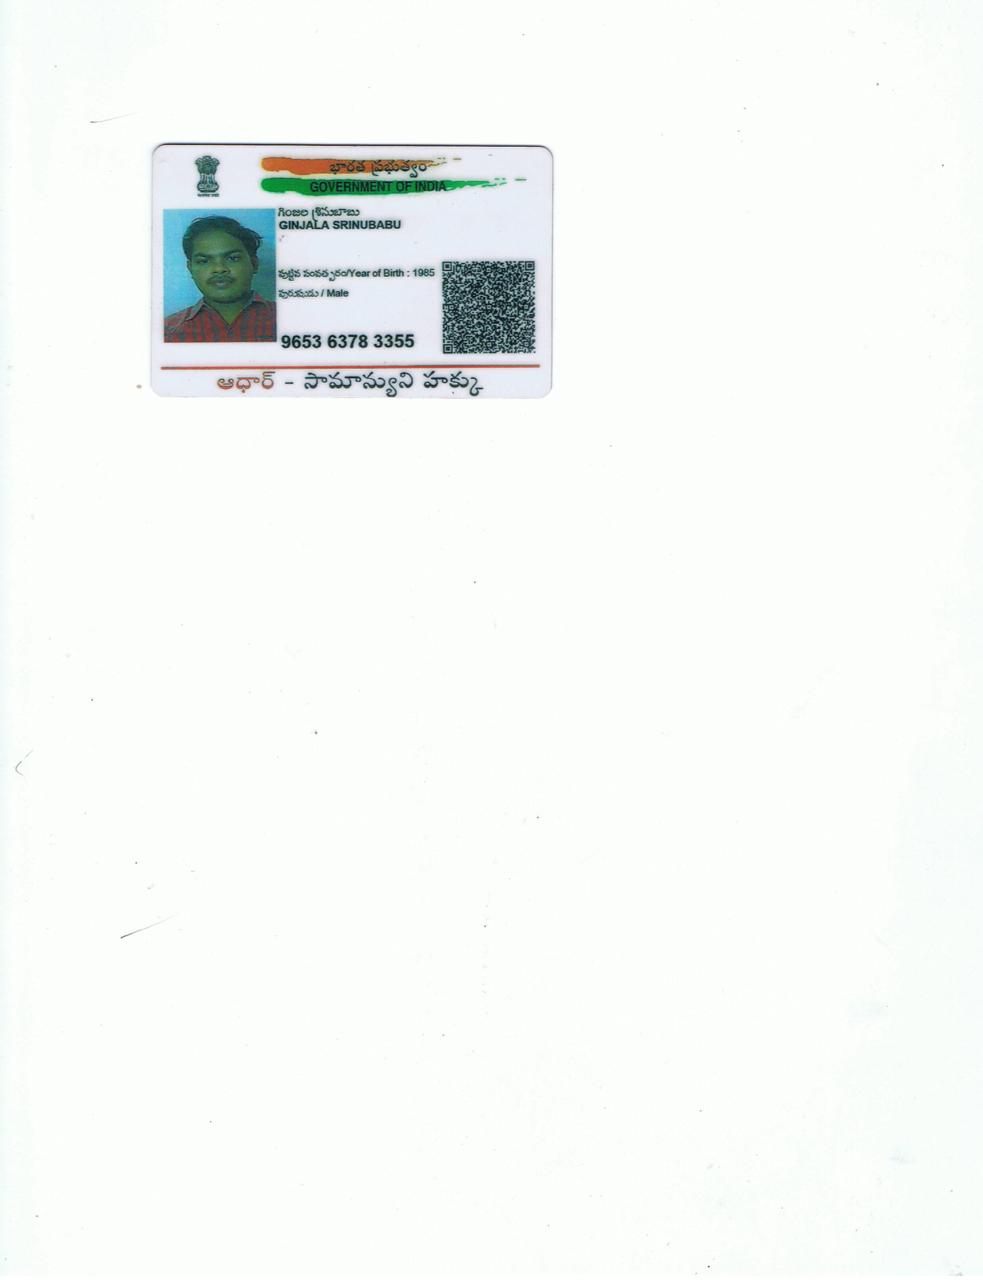 భారత ప్రభుత్వం
GOVERNMENT OF INDIA
గింజల శ్రీనుబాబు
GINJALA SRINUBABU
పుట్టిన సంవత్సరం/Year of Birth : 1985
పురుషుడు / Male
9653 6378 3355
ఆధార్ - సామాన్యుని హక్కు